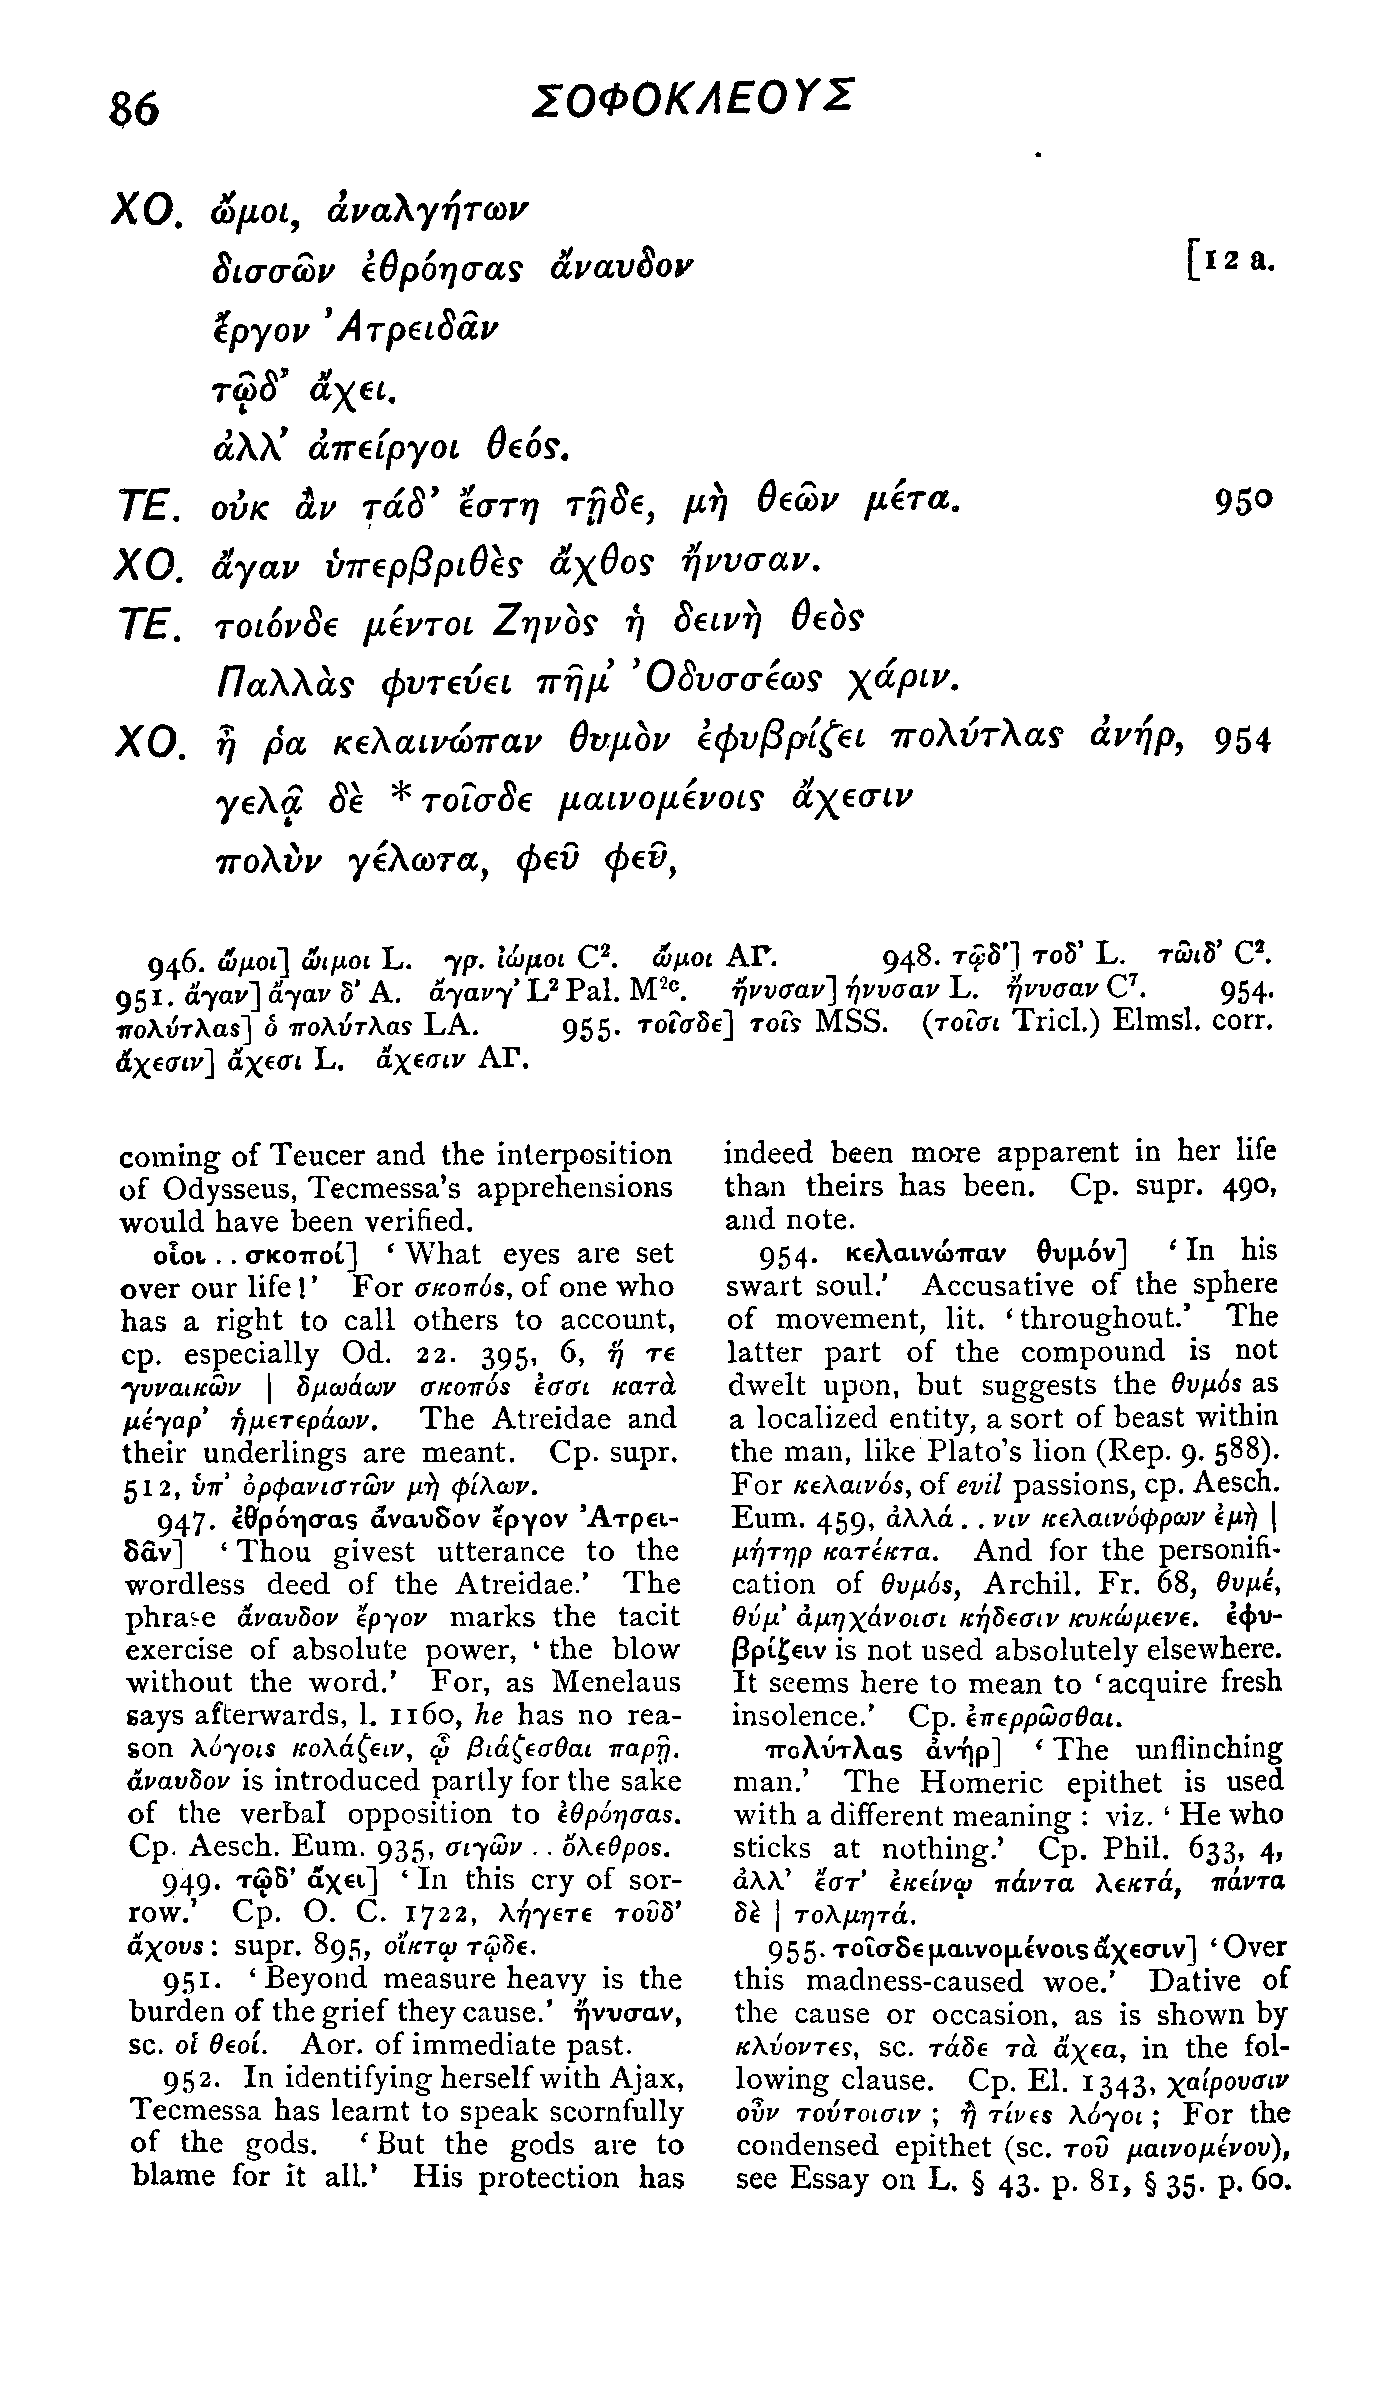 86
ΣΟΦΟΚΛΕΟΥΣ
ΧΟ. ὤμοι, ἀναλγήτων
δισσῶν ἐθρόησας ἄναυδον [12 a.
ἔργον Ἀτρειδᾶν
τῷδ’ ἄχει.
ἀλλ’ ἀπείργοι θεός.
ΤΕ. οὐκ ἂν τάδ’ ἔστη τῇδε, μὴ θεῶν μέτα. 950
ΧΟ. ἄγαν ὑπερβριθὲς ἄχθος ἤνυσαν.
ΤΕ. τοιόνδε μέντοι Ζηνὸς ἡ δεινὴ θεὸς
Παλλὰς φυτεύει πῆμ’ Ὀδυσσέως χάριν.
ΧΟ. ἦ ῥα κελαινώπαν θυμὸν ἐφυβρίζει πολύτλας ἀνήρ, 954
γελᾷ δὲ *τοῖσδε μαινομένοις ἄχεσιν
πολὺν γέλωτα, φεῦ φεῦ,
946. ὤμοι] ὤιμοι L. γρ. ἰώμοι C². ὤμοι ΑΓ. 948. τῷδ’] τοδ’ L. τῶιδ’ C².
951. ἄγαν] ἄγαν δ’ A. ἄγανγ’ L² Pal. M²ᶜ. ἤνυσαν] ήνυσαν L. ἤνυσαν C⁷. 954.
πολύτλας] ὁ πολύτλας LA. 955. τοῖσδε] τοῖς MSS. (τοῖσι Tricl.) Elmsl. corr.
ἄχεσιν] ἄχεσι L. ἄχεσιν ΑΓ.
coming of Teucer and the interposition
of Odysseus, Tecmessa’s apprehensions
would have been verified.
οἷοι . . σκοποί] ‘What eyes are set
over our life!’ For σκοπός, of one who
has a right to call others to account,
cp. especially Od. 22. 395, 6, ἥ τε
γυναικῶν | δμωάων σκοπός ἐσσι κατὰ
μέγαρ’ ἡμετεράων. The Atreidae and
their underlings are meant. Cp. supr.
512, ὑπ’ ὀρφανιστῶν μὴ φίλων.
947. ἐθρόησας ἄναυδον ἔργον Ἀτρει-
δᾶν] ‘Thou givest utterance to the
wordless deed of the Atreidae.’ The
phrase ἄναυδον ἔργον marks the tacit
exercise of absolute power, ‘the blow
without the word.’ For, as Menelaus
says afterwards, l. 1160, he has no rea-
son λόγοις κολάζειν, ᾧ βιάζεσθαι παρῇ.
ἄναυδον is introduced partly for the sake
of the verbal opposition to ἐθρόησας.
Cp. Aesch. Eum. 935, σιγῶν . . ὄλεθρος.
949. τῷδ’ ἄχει] ‘In this cry of sor-
row.’ Cp. O. C. 1722, λήγετε τοῦδ’
ἄχους: supr. 895, οἴκτῳ τῷδε.
951. ‘Beyond measure heavy is the
burden of the grief they cause.’ ἤνυσαν,
sc. οἱ θεοί. Aor. of immediate past.
952. In identifying herself with Ajax,
Tecmessa has learnt to speak scornfully
of the gods. ‘But the gods are to
blame for it all.’ His protection has
indeed been more apparent in her life
than theirs has been. Cp. supr. 490,
and note.
954. κελαινώπαν θυμόν] ‘In his
swart soul.’ Accusative of the sphere
of movement, lit. ‘throughout.’ The
latter part of the compound is not
dwelt upon, but suggests the θυμός as
a localized entity, a sort of beast within
the man, like Plato’s lion (Rep. 9. 588).
For κελαινός, of evil passions, cp. Aesch.
Eum. 459, ἀλλά . . νιν κελαινόφρων ἐμὴ |
μήτηρ κατέκτα. And for the personifi-
cation of θυμός, Archil. Fr. 68, θυμέ,
θύμ’ ἀμηχάνοισι κήδεσιν κυκώμενε. ἐφυ-
βρίζειν is not used absolutely elsewhere.
It seems here to mean to ‘acquire fresh
insolence.’ Cp. ἐπερρῶσθαι.
πολύτλας ἀνήρ] ‘The unflinching
man.’ The Homeric epithet is used
with a different meaning: viz. ‘He who
sticks at nothing.’ Cp. Phil. 633, 4,
ἀλλ’ ἔστ’ ἐκείνῳ πάντα λεκτά, πάντα
δὲ | τολμητά.
955. τοῖσδε μαινομένοις ἄχεσιν] ‘Over
this madness-caused woe.’ Dative of
the cause or occasion, as is shown by
κλύοντες, sc. τάδε τὰ ἄχεα, in the fol-
lowing clause. Cp. El. 1343, χαίρουσιν
οὖν τούτοισιν; ἢ τίνες λόγοι; For the
condensed epithet (sc. τοῦ μαινομένου),
see Essay on L. § 43. p. 81, § 35. p. 60.